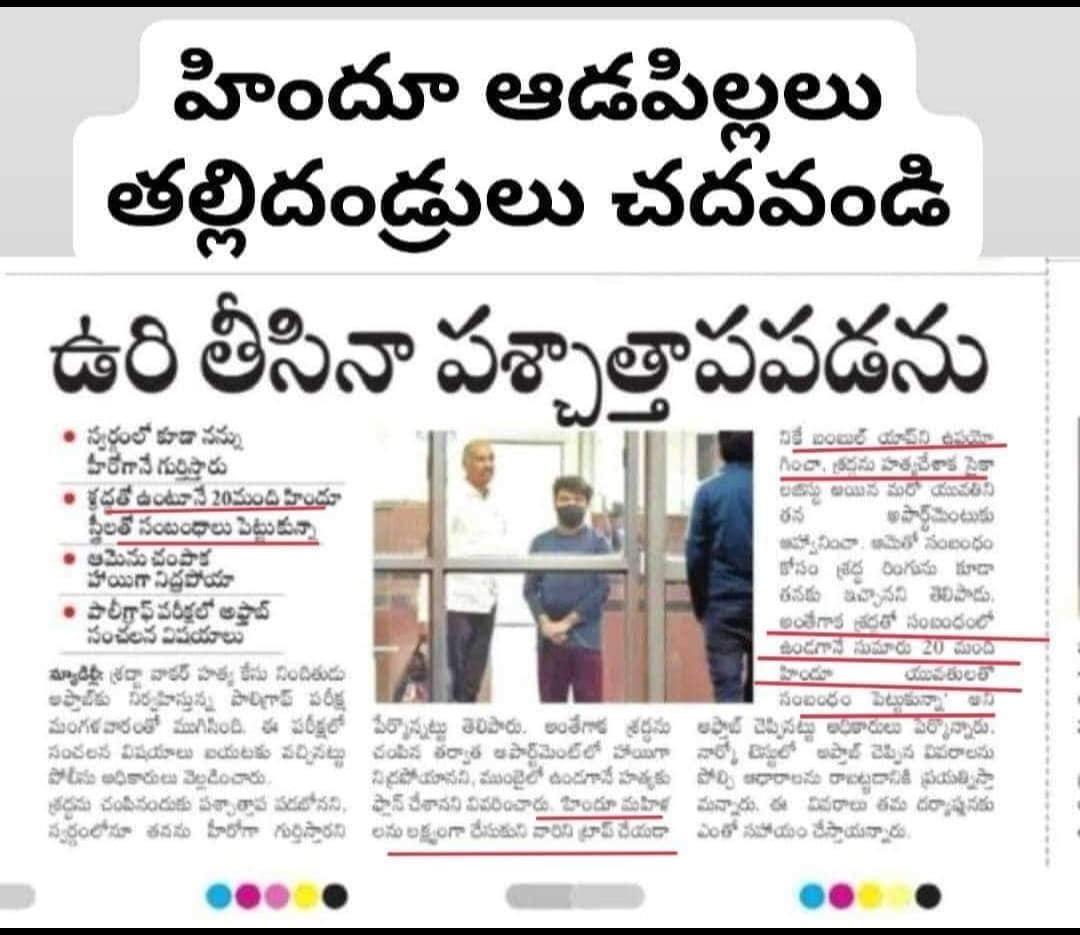 హిందూ ఆడపిల్లలు
తల్లిదండ్రులు చదవండి
ఉరి తీసినా పశ్చాత్తాపపడను
స్వర్గంలో కూడా నన్ను
హీరోగానే గుర్తిస్తారు
శ్రద్ధతో ఉంటూనే 20మంది హిందూ
స్త్రీలతో సంబంధాలు పెట్టుకున్నా
ఆమెను చంపాక
హాయిగా నిద్రపోయా
పాలిగ్రాఫ్ పరీక్షలో అఫ్తాబ్
సంచలన విషయాలు
న్యూఢిల్లీ: శ్రద్ధా వాకర్ హత్య కేసు నిందితుడు
అఫ్తాబ్‌కు నిర్వహిస్తున్న పాలిగ్రాఫ్ పరీక్ష
మంగళవారంతో ముగిసింది. ఈ పరీక్షలో
సంచలన విషయాలు బయటకు వచ్చినట్టు
పోలీసు అధికారులు వెల్లడించారు.
శ్రద్ధను చంపినందుకు పశ్చాత్తాప పడబోనని,
స్వర్గంలోనూ తనను హీరోగా గుర్తిస్తారని
పేర్కొన్నట్టు తెలిపారు. అంతేగాక శ్రద్ధను
చంపిన తర్వాత అపార్ట్‌మెంట్‌లో హాయిగా
నిద్రపోయానని, ముంబైలో ఉండగానే హత్యకు
ప్లాన్ చేశానని వివరించారు. 'హిందూ మహిళ
లను లక్ష్యంగా చేసుకుని వారిని ట్రాప్ చేయడా
నికే బంబుల్ యాప్‌ని ఉపయో
గించా. శ్రద్ధను హత్యచేశాక సైకా
లజిస్టు అయిన మరో యువతిని
తన అపార్ట్‌మెంటుకు
ఆహ్వానించా. ఆమెతో సంబంధం
కోసం శ్రద్ధ రింగును కూడా
తనకు ఇచ్చానని తెలిపాడు.
అంతేగాక శ్రద్ధతో సంబంధంలో
ఉండగానే సుమారు 20 మంది
హిందూ యువతులతో
సంబంధం పెట్టుకున్నా' అని
అఫ్తాబ్ చెప్పినట్టు అధికారులు పేర్కొన్నారు.
నార్కో టెస్టులో అఫ్తాబ్ చెప్పిన వివరాలను
పోల్చి ఆధారాలను రాబట్టడానికి ప్రయత్నిస్తా
మన్నారు. ఈ వివరాలు తమ దర్యాప్తునకు
ఎంతో సహాయం చేస్తాయన్నారు.